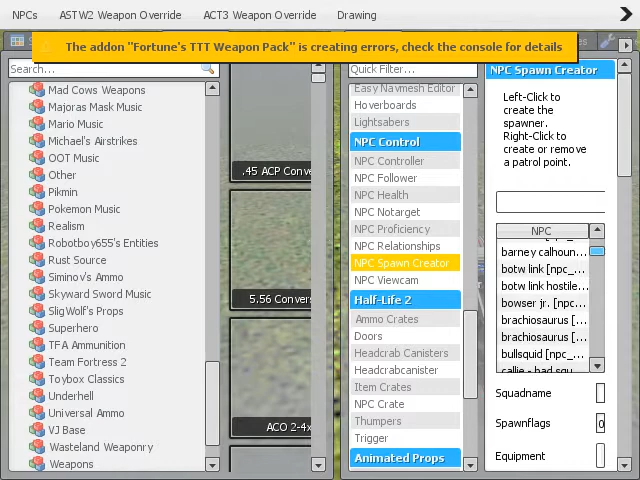 NPCs
ASTW2 Weapon Override
ACT3 Weapon Override
Drawing
The addon "Fortune's TTT Weapon Pack" is creating errors, check the console for details
Search...
Mad Cows Weapons
Majoras Mask Music
Mario Music
Michael's Airstrikes
OOT Music
Other
Pikmin
Pokemon Music
Realism
Robotboy655's Entities
Rust Source
Siminov's Ammo
Skyward Sword Music
SligWolf's Props
Superhero
TFA Ammunition
Team Fortress 2
Toybox Classics
Underhell
Universal Ammo
VJ Base
Wasteland Weaponry
Weapons
.45 ACP Conve
5.56 Convers
ACO 2-4x
Quick Filter...
Easy Navmesh Editor
Hoverboards
Lightsabers
NPC Control
NPC Controller
NPC Follower
NPC Health
NPC Notarget
NPC Proficiency
NPC Relationships
NPC Spawn Creator
NPC Viewcam
Half-Life 2
Ammo Crates
Doors
Headcrab Canisters
Headcrabcanister
Item Crates
NPC Crate
Thumpers
Trigger
Animated Props
NPC Spawn Creator
Left-Click to
create the
spawner.
Right-Click to
create or remove
a patrol point.
NPC
barney calhoun...
botw link [npc_...
botw link hostile...
bowser jr. [npc...
brachiosaurus [...
brachiosaurus [...
bullsquid [npc_...
callie - bad squ...
Squadname
Spawnflags
0
Equipment